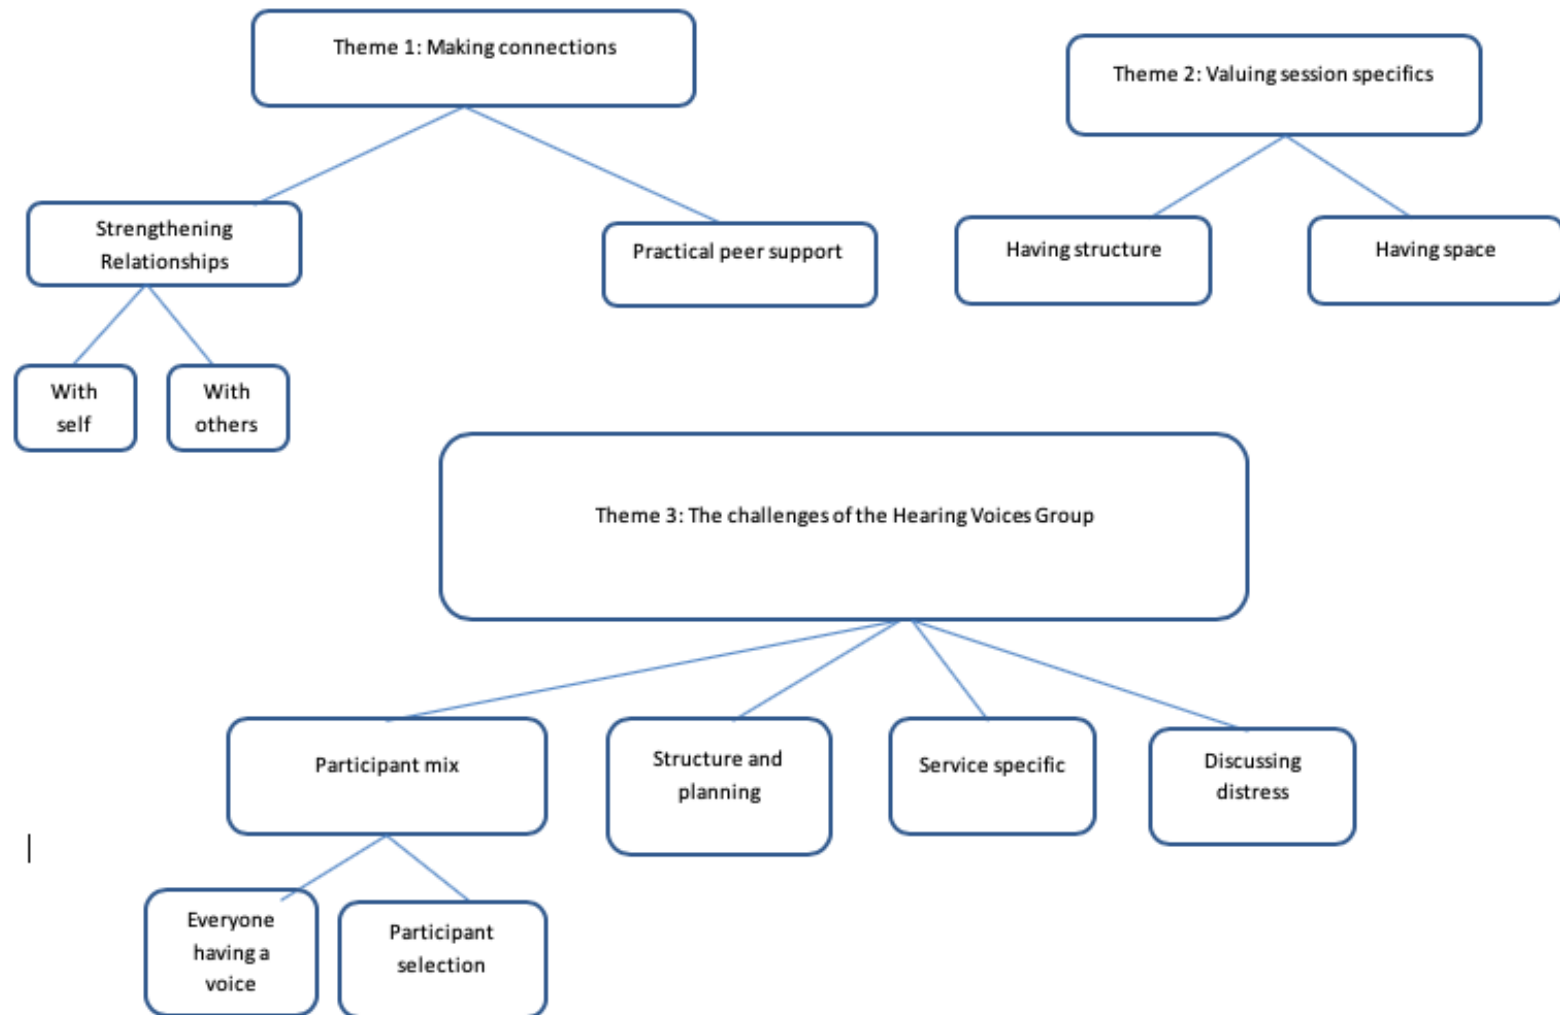 Theme 1: Making connections
Theme 2: Valuing session specifics
Strengthening
Relationships
Practical peer support
Having structure
Having space
With
self
With
others
Theme 3: The challenges of the Hearing Voices Group
Participant mix
Structure and
planning
Service specific
Discussing
distress
Everyone
having a
voice
Participant
selection